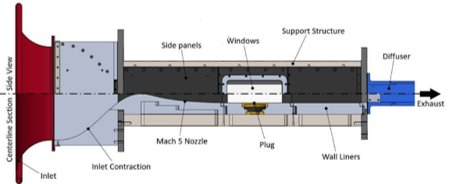 Support Structure
Windows
Side panels
Diffuser
Centerline Section - Side View
Exhaust
Mach 5 Nozzle
Plug
Wall Liners
Inlet Contraction
Inlet